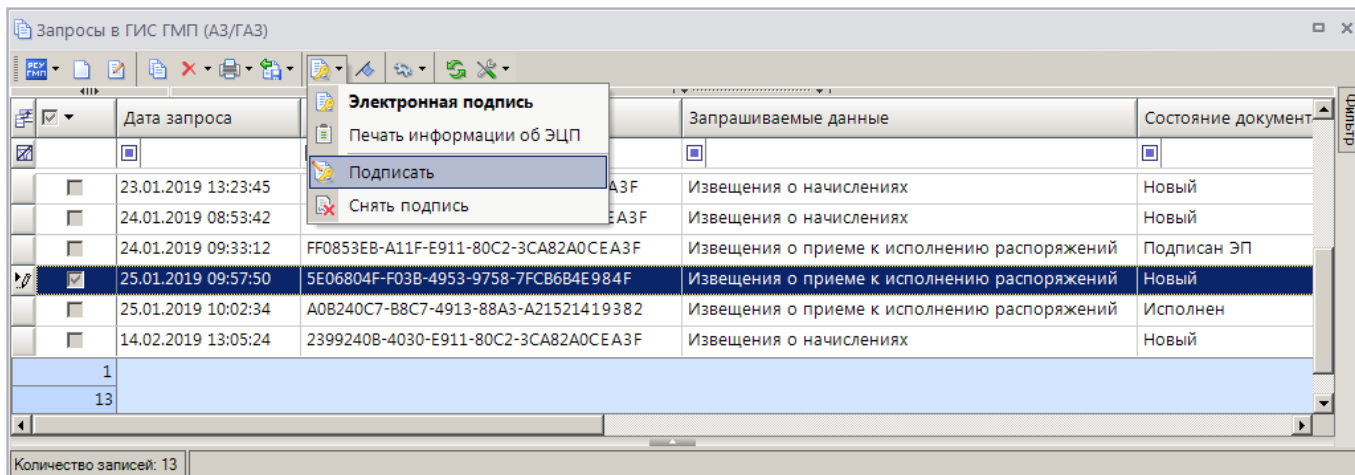 Запросы в ГИС ГМП (АЗ/ГАЗ)
РСУ ГМП
Электронная подпись
Печать информации об ЭЦП
Подписать
Снять подпись
Дата запроса Запрашиваемые данные Состояние документ
Фильтр
23.01.2019 13:23:45 A3F Извещения о начислениях Новый
24.01.2019 08:53:42 EA3F Извещения о начислениях Новый
24.01.2019 09:33:12 FF0853EB-A11F-E911-80C2-3CA82A0CEA3F Извещения о приеме к исполнению распоряжений Подписан ЭП
25.01.2019 09:57:50 5E06804F-F03B-4953-9758-7FCB6B4E984F Извещения о приеме к исполнению распоряжений Новый
25.01.2019 10:02:34 A0B240C7-B8C7-4913-88A3-A21521419382 Извещения о приеме к исполнению распоряжений Исполнен
14.02.2019 13:05:24 2399240B-4030-E911-80C2-3CA82A0CEA3F Извещения о начислениях Новый
1
13
Количество записей: 13